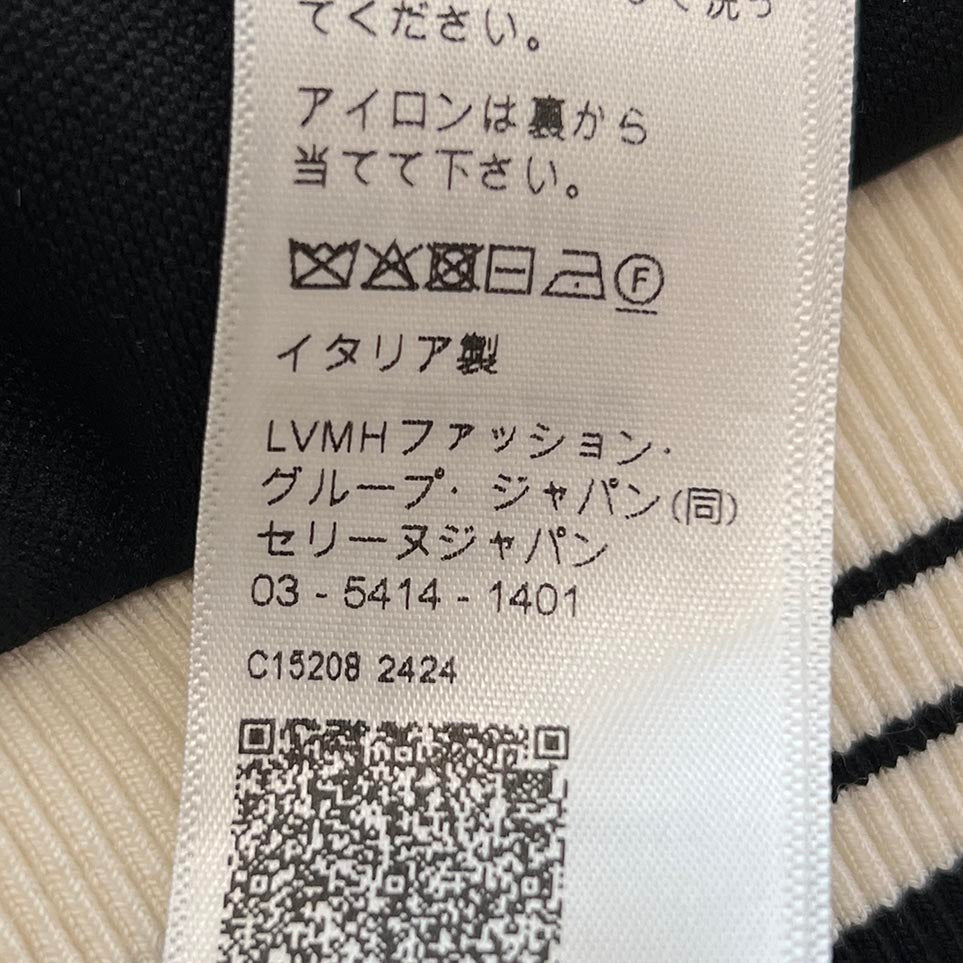 てください。
アイロンは裏から
当てて下さい。
F
イタリア製
LVMHファッション・
グループ・ジャパン(同)
セリーヌジャパン
03 - 5414 - 1401
C15208 2424